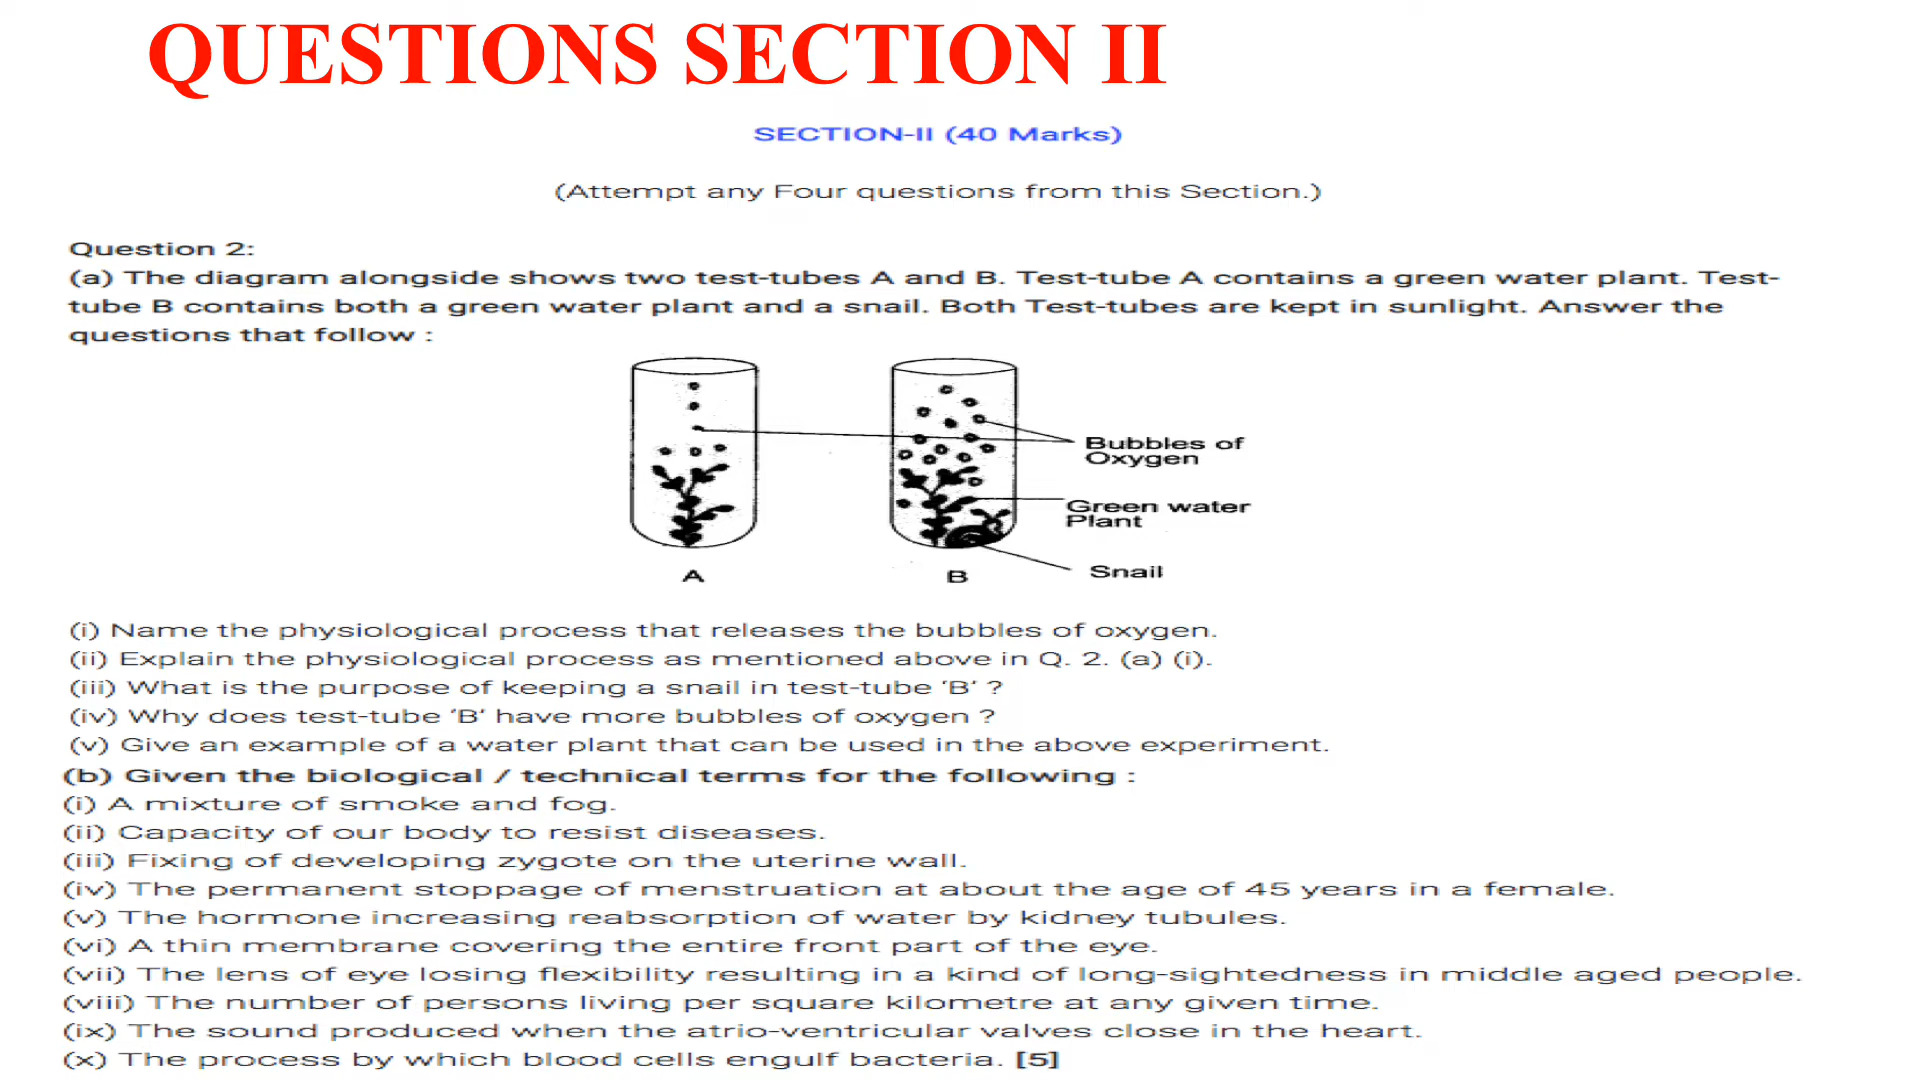 QUESTIONS SECTION II
SECTION-II (40 Marks)
(Attempt any Four questions from this Section.)
Question 2:
(a) The diagram alongside shows two test-tubes A and B. Test-tube A contains a green water plant. Test-
tube B contains both a green water plant and a snail. Both Test-tubes are kept in sunlight. Answer the
questions that follow :
Bubbles of
Oxygen
Green water
Plant
Snail
A
B
(i) Name the physiological process that releases the bubbles of oxygen.
(ii) Explain the physiological process as mentioned above in Q. 2. (a) (i).
(iii) What is the purpose of keeping a snail in test-tube ‘B’ ?
(iv) Why does test-tube ‘B’ have more bubbles of oxygen ?
(v) Give an example of a water plant that can be used in the above experiment.
(b) Given the biological / technical terms for the following :
(i) A mixture of smoke and fog.
(ii) Capacity of our body to resist diseases.
(iii) Fixing of developing zygote on the uterine wall.
(iv) The permanent stoppage of menstruation at about the age of 45 years in a female.
(v) The hormone increasing reabsorption of water by kidney tubules.
(vi) A thin membrane covering the entire front part of the eye.
(vii) The lens of eye losing flexibility resulting in a kind of long-sightedness in middle aged people.
(viii) The number of persons living per square kilometre at any given time.
(ix) The sound produced when the atrio-ventricular valves close in the heart.
(x) The process by which blood cells engulf bacteria. [5]